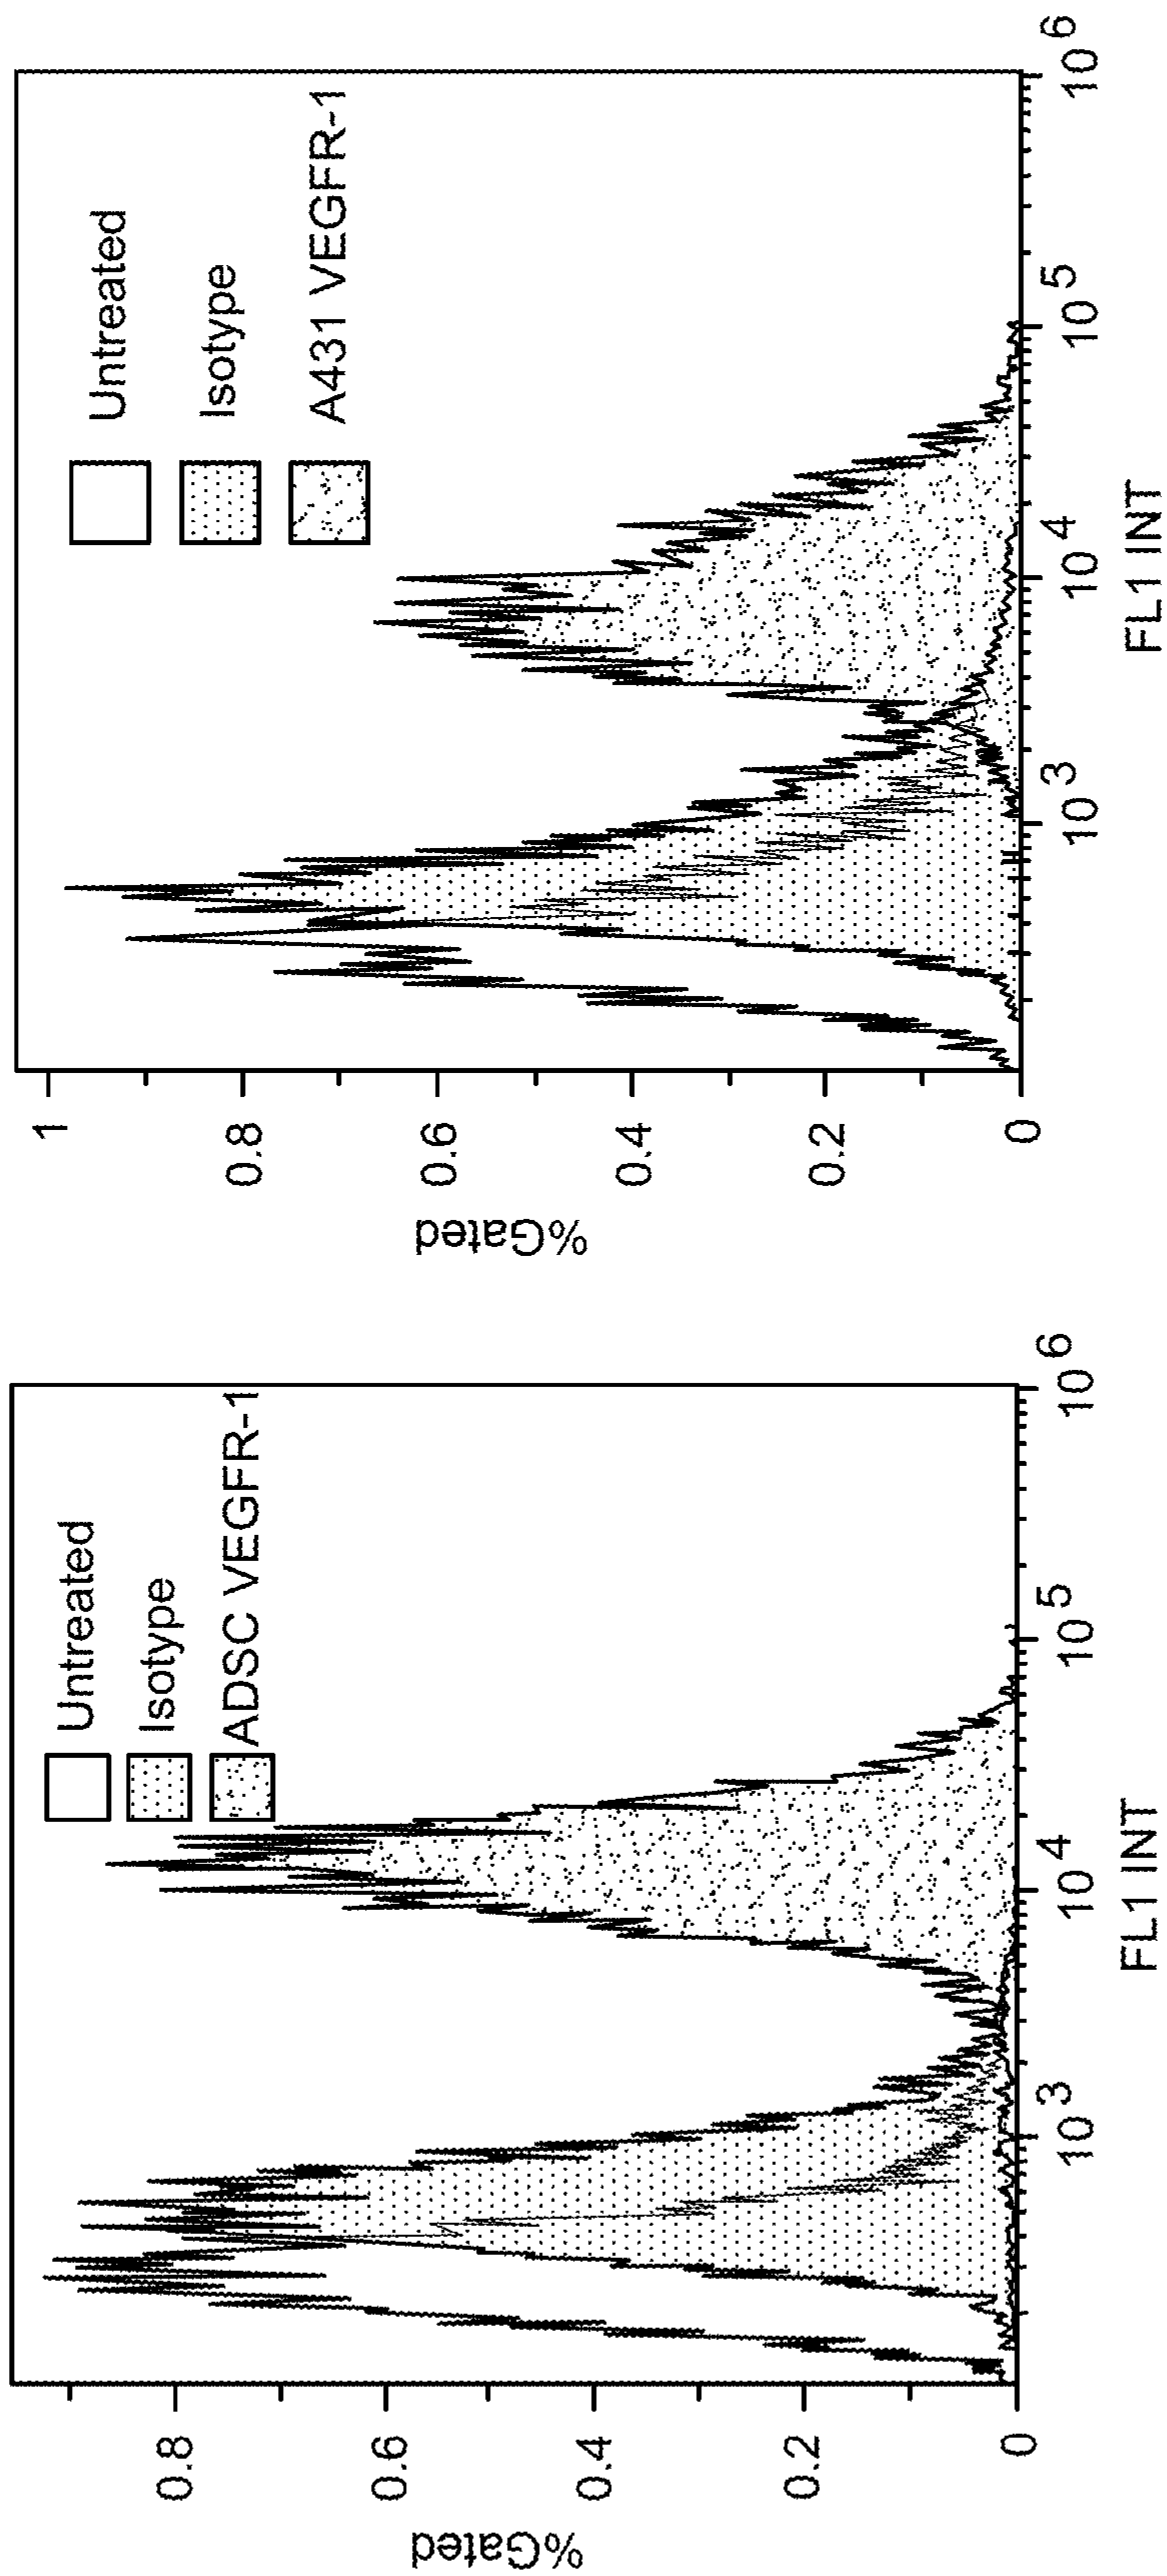 %Gated
0.8
0.6
0.4
0.2
0
Untreated
Isotype
ADSC VEGFR-1
10 3
10 4
10 5
10 6
FL1 INT
%Gated
1
0.8
0.6
0.4
0.2
0
Untreated
Isotype
A431 VEGFR-1
10 3
10 4
10 5
10 6
FL1 INT